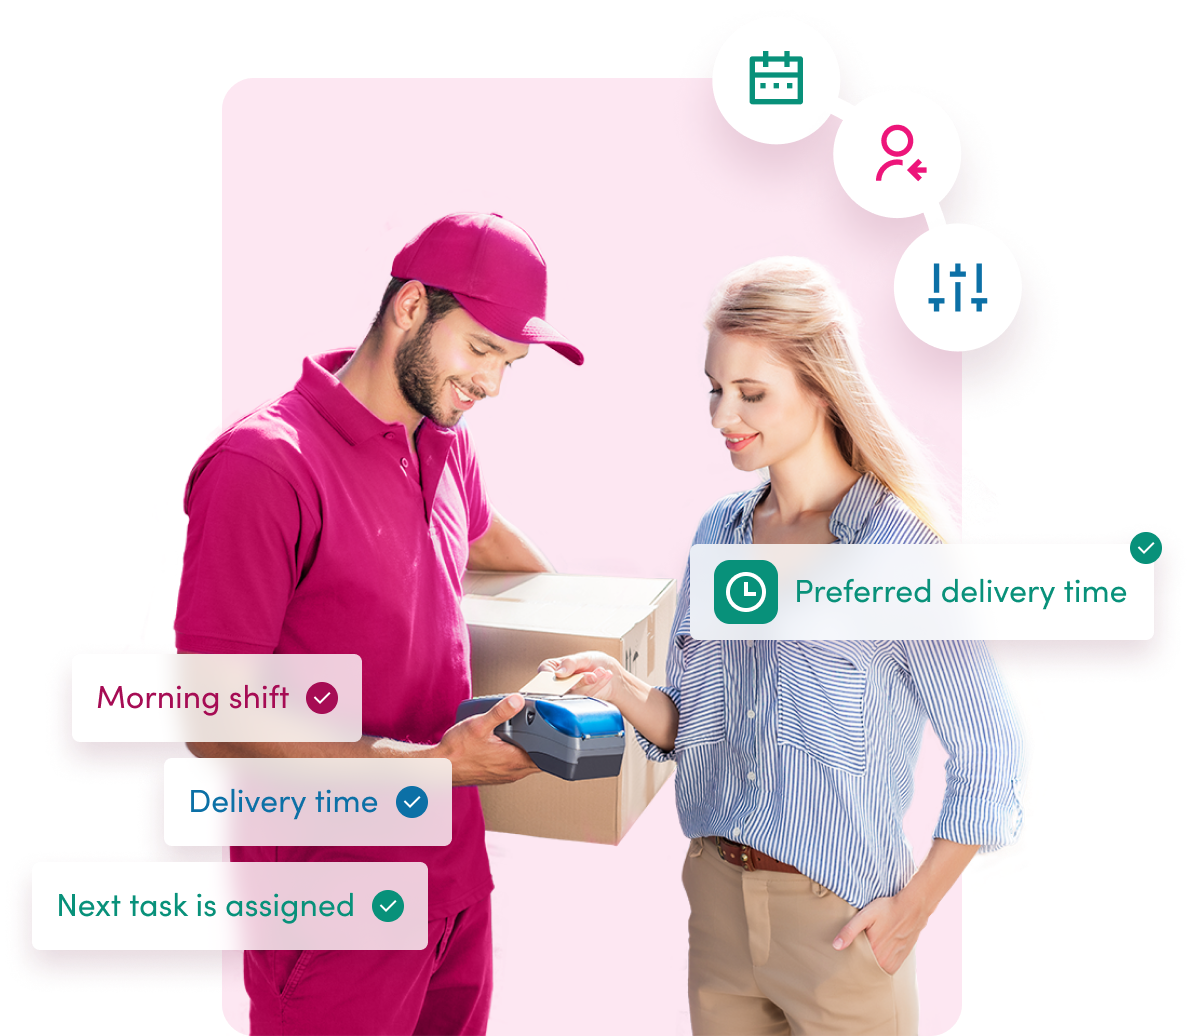 Preferred delivery time
Morning shift
Delivery time
Next task is assigned